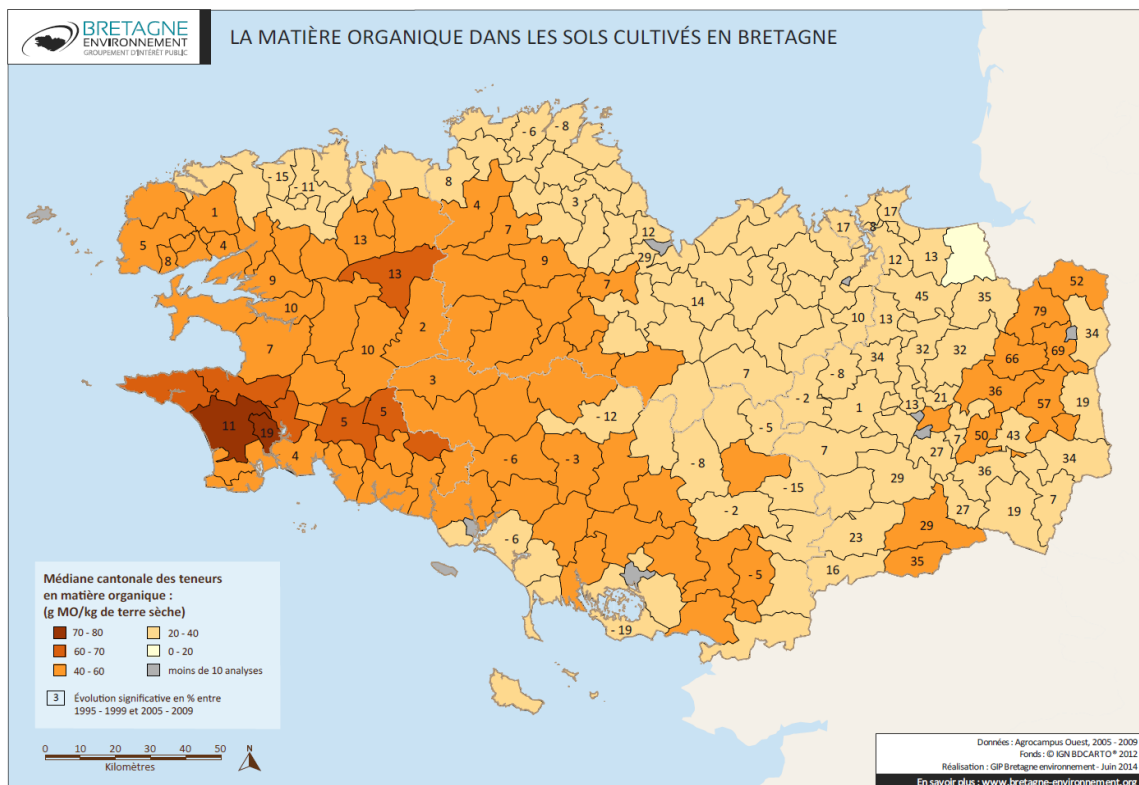 BRETAGNE
ENVIRONNEMENT
GROUPEMENT D'INTÉRÊT PUBLIC
LA MATIÈRE ORGANIQUE DANS LES SOLS CULTIVÉS EN BRETAGNE
- 6 - 8
- 15 - 11 8
1 4 3 17 17
5 4 13 7 12 8
8 9 29 12 13
9 13 7 52
10 14 45 35
2 10 13 79
7 10 34 34
32 32 66 69
3 7 - 8
- 2 36
5 13 21 57 19
11 5 - 12 1
19 - 5 50 43
4 7 7
- 6 - 3 - 8 27 34
29 36
- 15 7
- 2 27 19
29
- 6 23
- 5 16 35
- 19
Médiane cantonale des teneurs
en matière organique :
(g MO/kg de terre sèche)
70 - 80 20 - 40
60 - 70 0 - 20
40 - 60 moins de 10 analyses
3 Évolution significative en % entre
1995 - 1999 et 2005 - 2009
0 10 20 30 40 50
Kilomètres
N
Données : Agrocampus Ouest, 2005 - 2009
Fonds : © IGN BDCARTO® 2012
Réalisation : GIP Bretagne environnement - Juin 2014
En savoir plus : www.bretagne-environnement.org